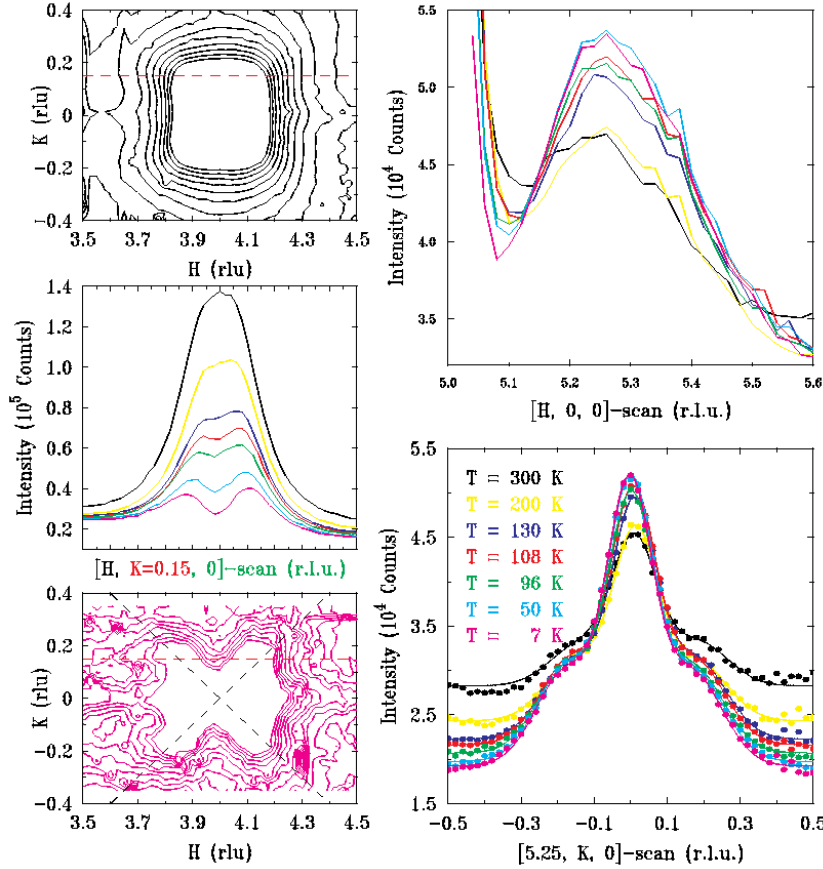 0.4
0.2
0
-0.2
-0.4
K (rlu)
3.5 3.7 3.9 4.1 4.3 4.5
H (rlu)
1.4
1.2
1.0
0.8
0.6
0.4
0.2
Intensity (10⁵ Counts)
[H, K=0.15, 0]-scan (r.l.u.)
0.4
0.2
0
-0.2
-0.4
K (rlu)
3.5 3.7 3.9 4.1 4.3 4.5
H (rlu)
5.5
5.0
4.5
4.0
3.5
Intensity (10⁴ Counts)
5.0 5.1 5.2 5.3 5.4 5.5 5.6
[H, 0, 0]-scan (r.l.u.)
5.5
4.5
3.5
2.5
1.5
Intensity (10⁴ Counts)
T = 300 K
T = 200 K
T = 130 K
T = 108 K
T = 96 K
T = 50 K
T = 7 K
-0.5 -0.3 -0.1 0.1 0.3 0.5
[5.25, K, 0]-scan (r.l.u.)